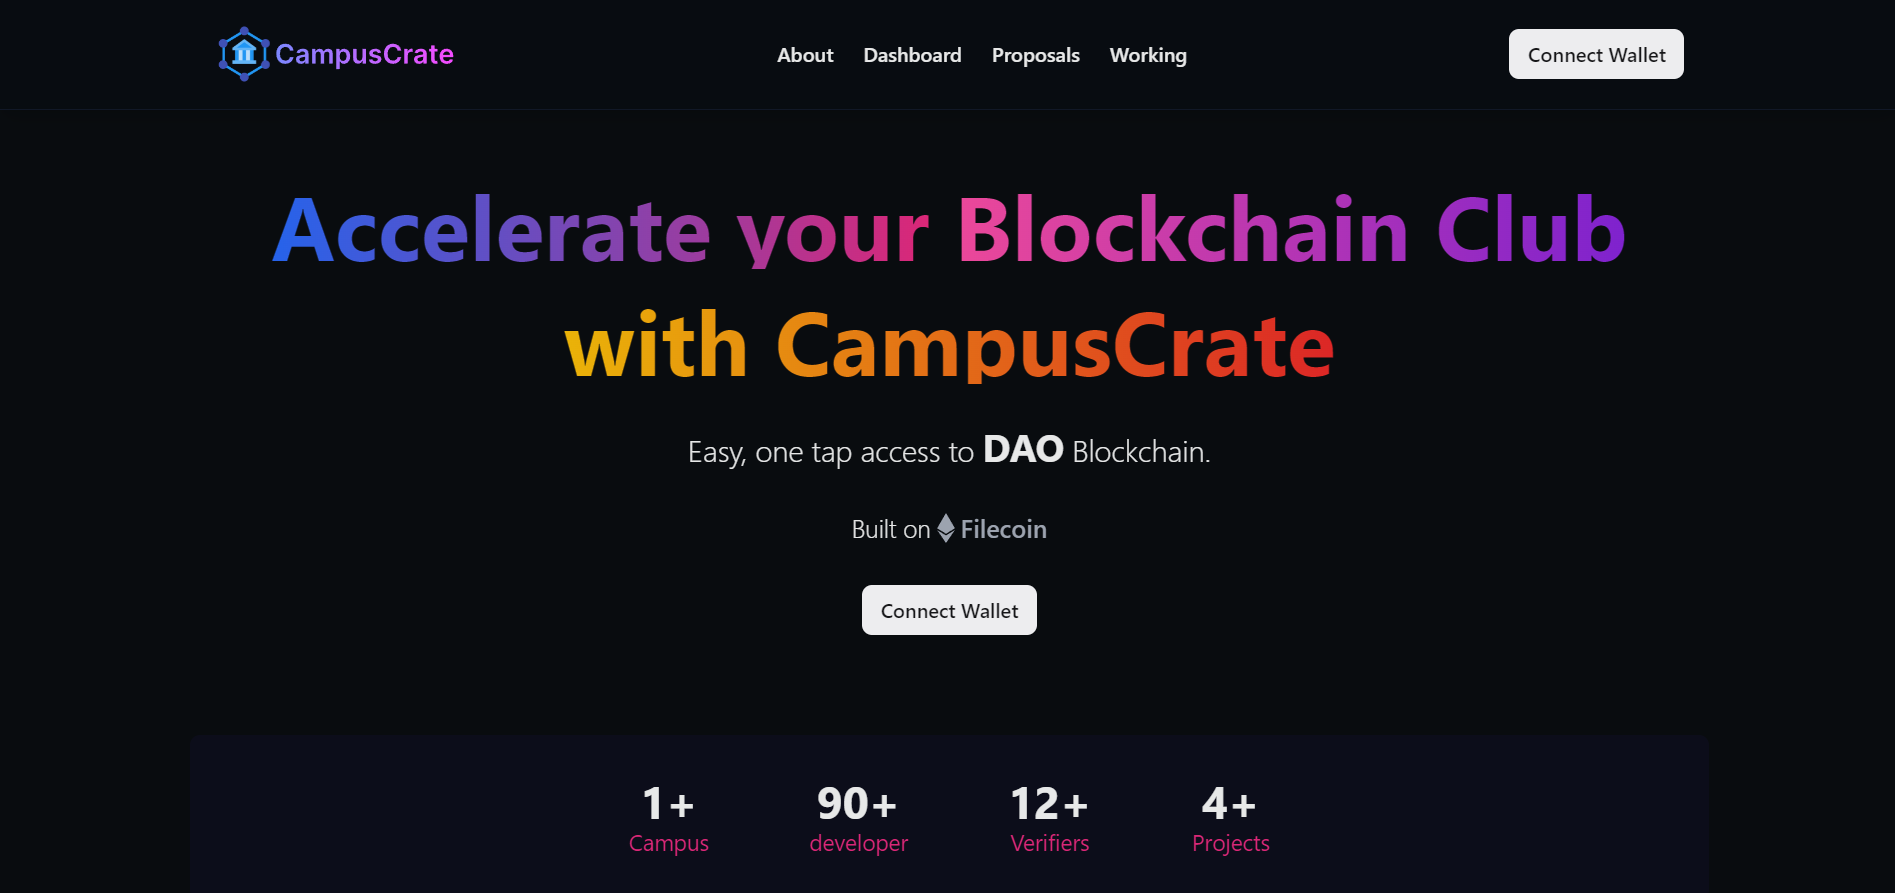 CampusCrate
About Dashboard Proposals Working
Connect Wallet
Accelerate your Blockchain Club
with CampusCrate
Easy, one tap access to DAO Blockchain.
Built on Filecoin
Connect Wallet
1+ 90+ 12+ 4+
Campus developer Verifiers Projects